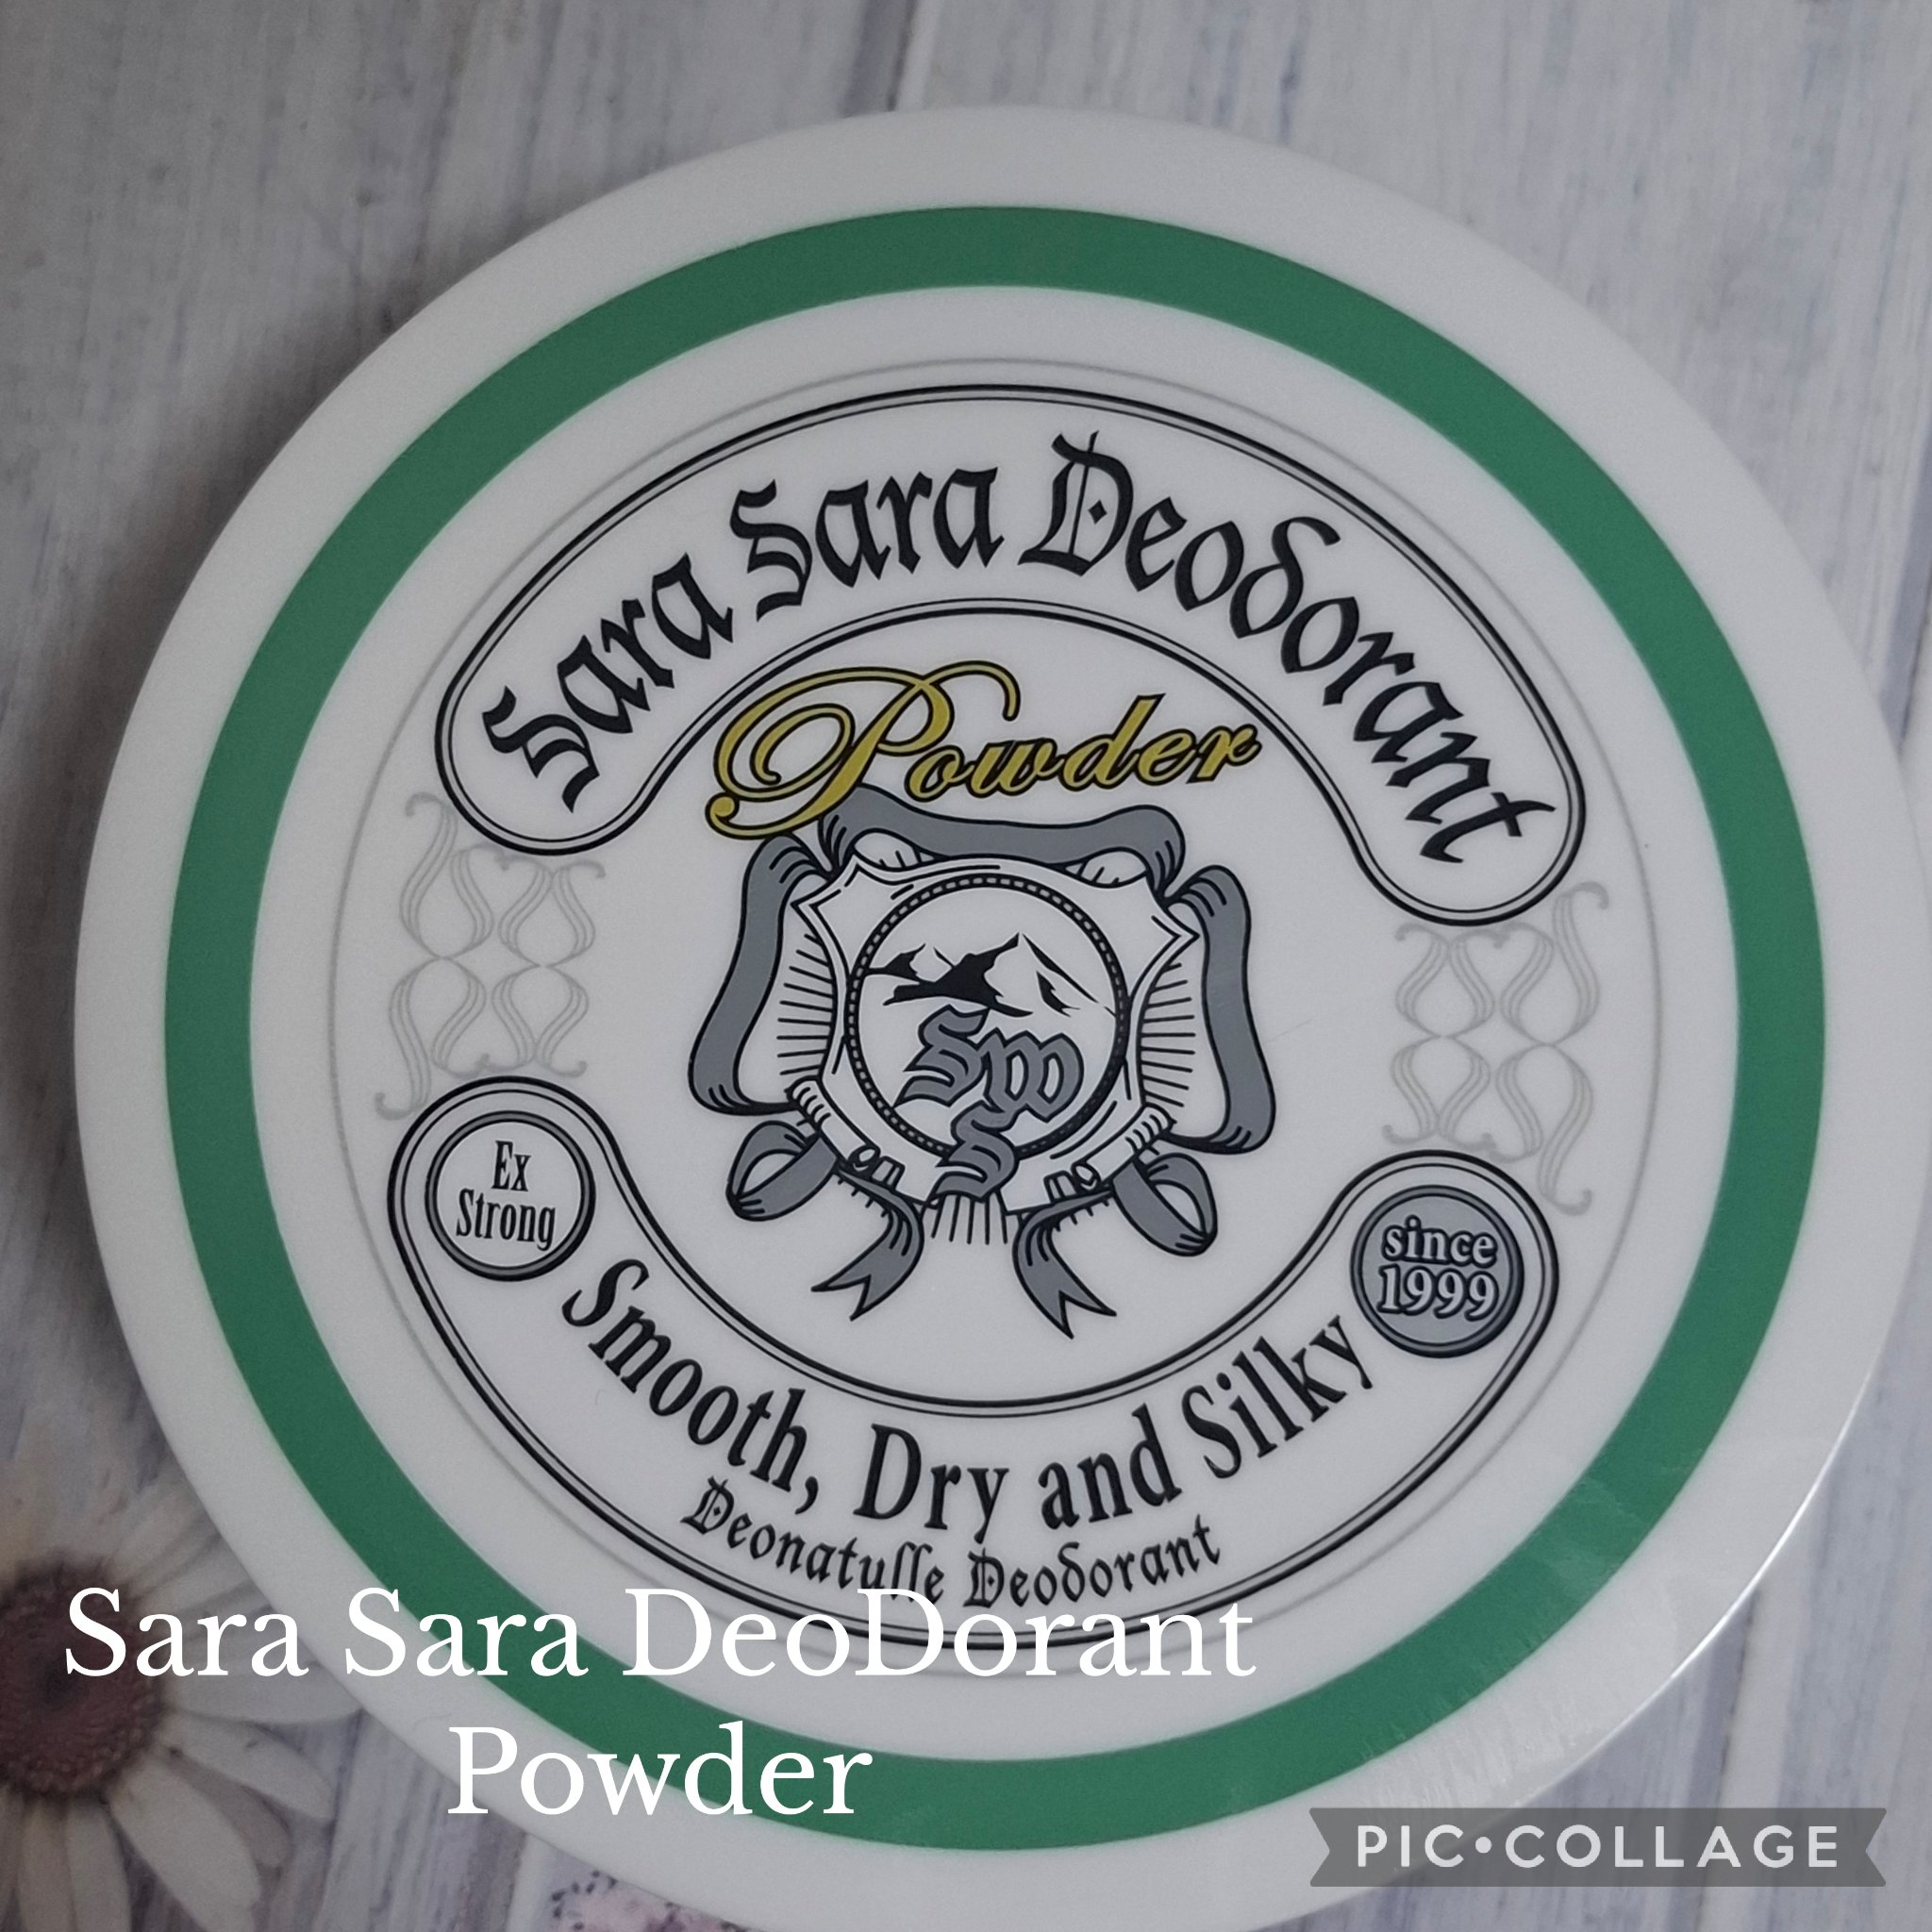 Sara Sara Deodorant
Powder
SWS
Ex
Strong
since
1999
Smooth, Dry and Silky
Deonatulle Deodorant
Sara Sara DeoDorant
Powder
PIC•COLLAGE